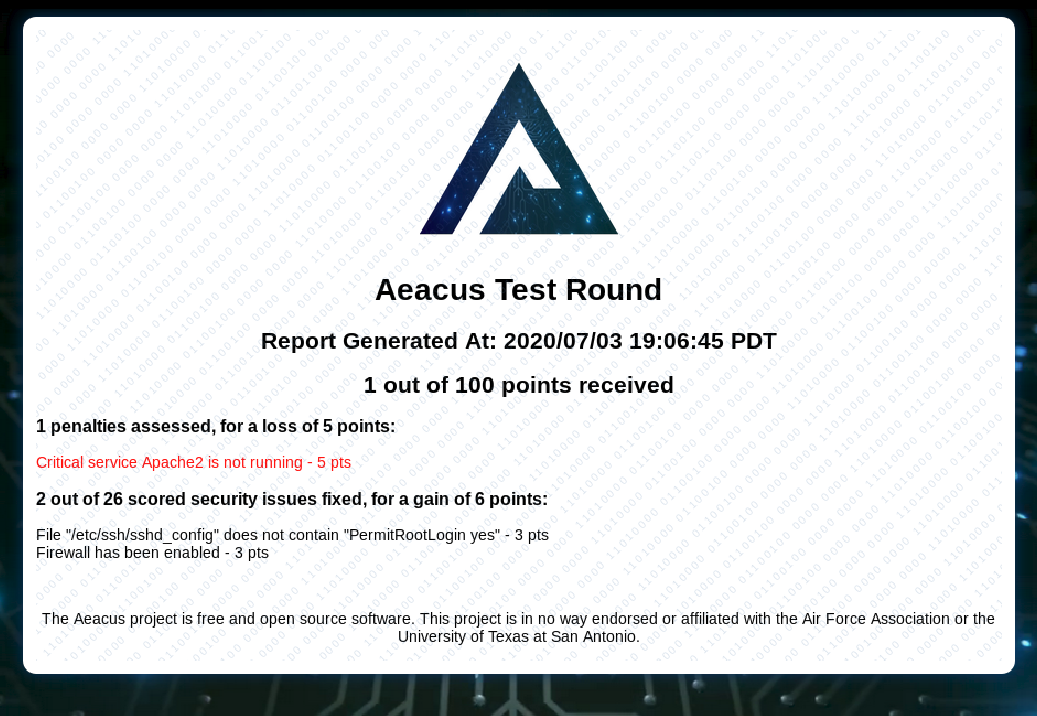 Aeacus Test Round
Report Generated At: 2020/07/03 19:06:45 PDT
1 out of 100 points received
1 penalties assessed, for a loss of 5 points:
Critical service Apache2 is not running - 5 pts
2 out of 26 scored security issues fixed, for a gain of 6 points:
File "/etc/ssh/sshd_config" does not contain "PermitRootLogin yes" - 3 pts
Firewall has been enabled - 3 pts
The Aeacus project is free and open source software. This project is in no way endorsed or affiliated with the Air Force Association or the
University of Texas at San Antonio.